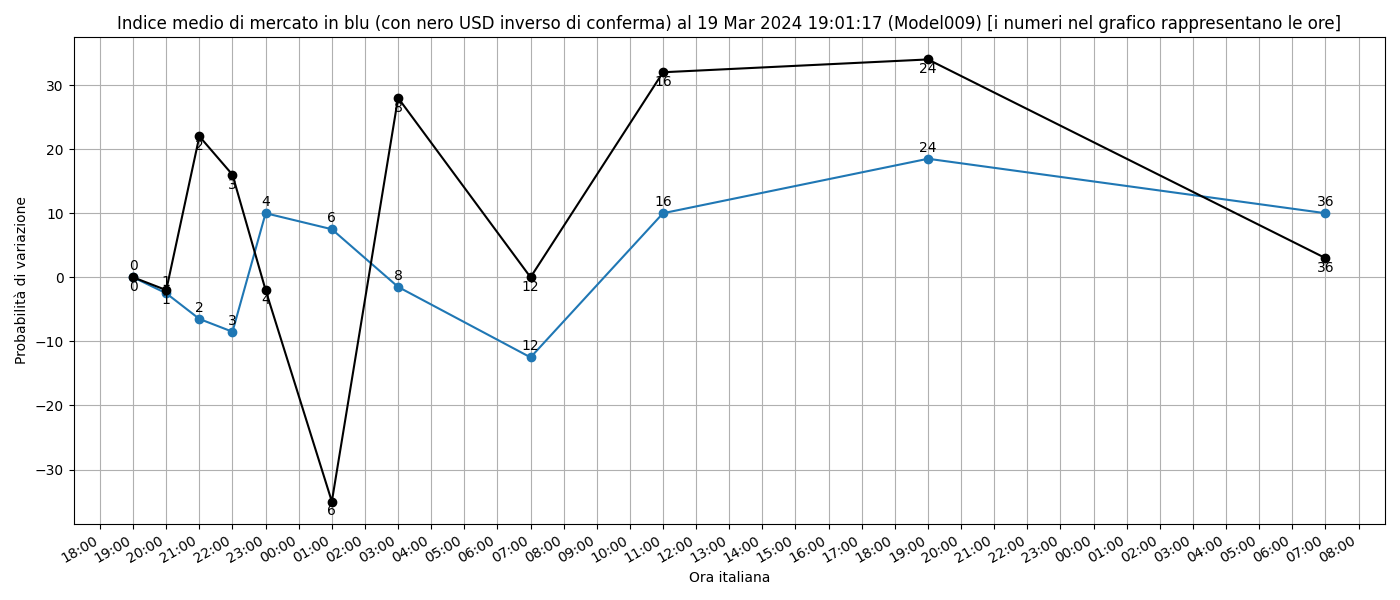 Indice medio di mercato in blu (con nero USD inverso di conferma) al 19 Mar 2024 19:01:17 (Model009) [i numeri nel grafico rappresentano le ore]
Probabilità di variazione
30
20
10
0
−10
−20
−30
0 1 2 3 4 6 8 12 16 24 36
0 1 2 3 4 6 8 12 16 24 36
18:00 19:00 20:00 21:00 22:00 23:00 00:00 01:00 02:00 03:00 04:00 05:00 06:00 07:00 08:00 09:00 10:00 11:00 12:00 13:00 14:00 15:00 16:00 17:00 18:00 19:00 20:00 21:00 22:00 23:00 00:00 01:00 02:00 03:00 04:00 05:00 06:00 07:00 08:00
Ora italiana